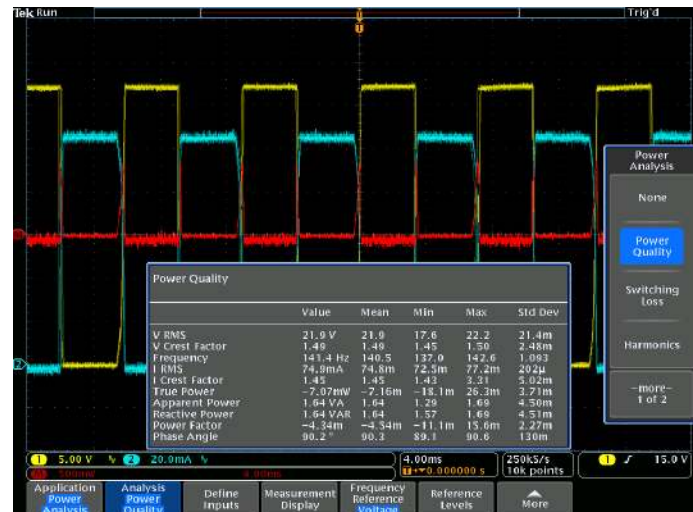 Tek Run Trig'd
Power Quality
Value Mean Min Max Std Dev
V RMS 21.9 V 21.9 17.6 22.2 21.4m
V Crest Factor 1.49 1.49 1.45 1.50 2.48m
Frequency 141.4 Hz 140.5 137.0 142.6 1.093
I RMS 74.9mA 74.8m 72.5m 77.2m 202µ
I Crest Factor 1.45 1.45 1.43 3.31 5.02m
True Power −7.07mW −7.16m −18.1m 26.3m 3.71m
Apparent Power 1.64 VA 1.64 1.29 1.69 4.50m
Reactive Power 1.64 VAR 1.64 1.57 1.69 4.51m
Power Factor −4.34m −4.54m −11.1m 15.6m 2.27m
Phase Angle 90.2 ° 90.3 89.1 90.6 130m
Power
Analysis
None
Power
Quality
Switching
Loss
Harmonics
−more−
1 of 2
1 5.00 V 2 20.0mA 4.00ms 250kS/s 1 15.0 V
0.000000 s 10k points
Application
Power
Analysis
Analysis
Power
Quality
Define
Inputs
Measurement
Display
Frequency
Reference
Voltage
Reference
Levels
More